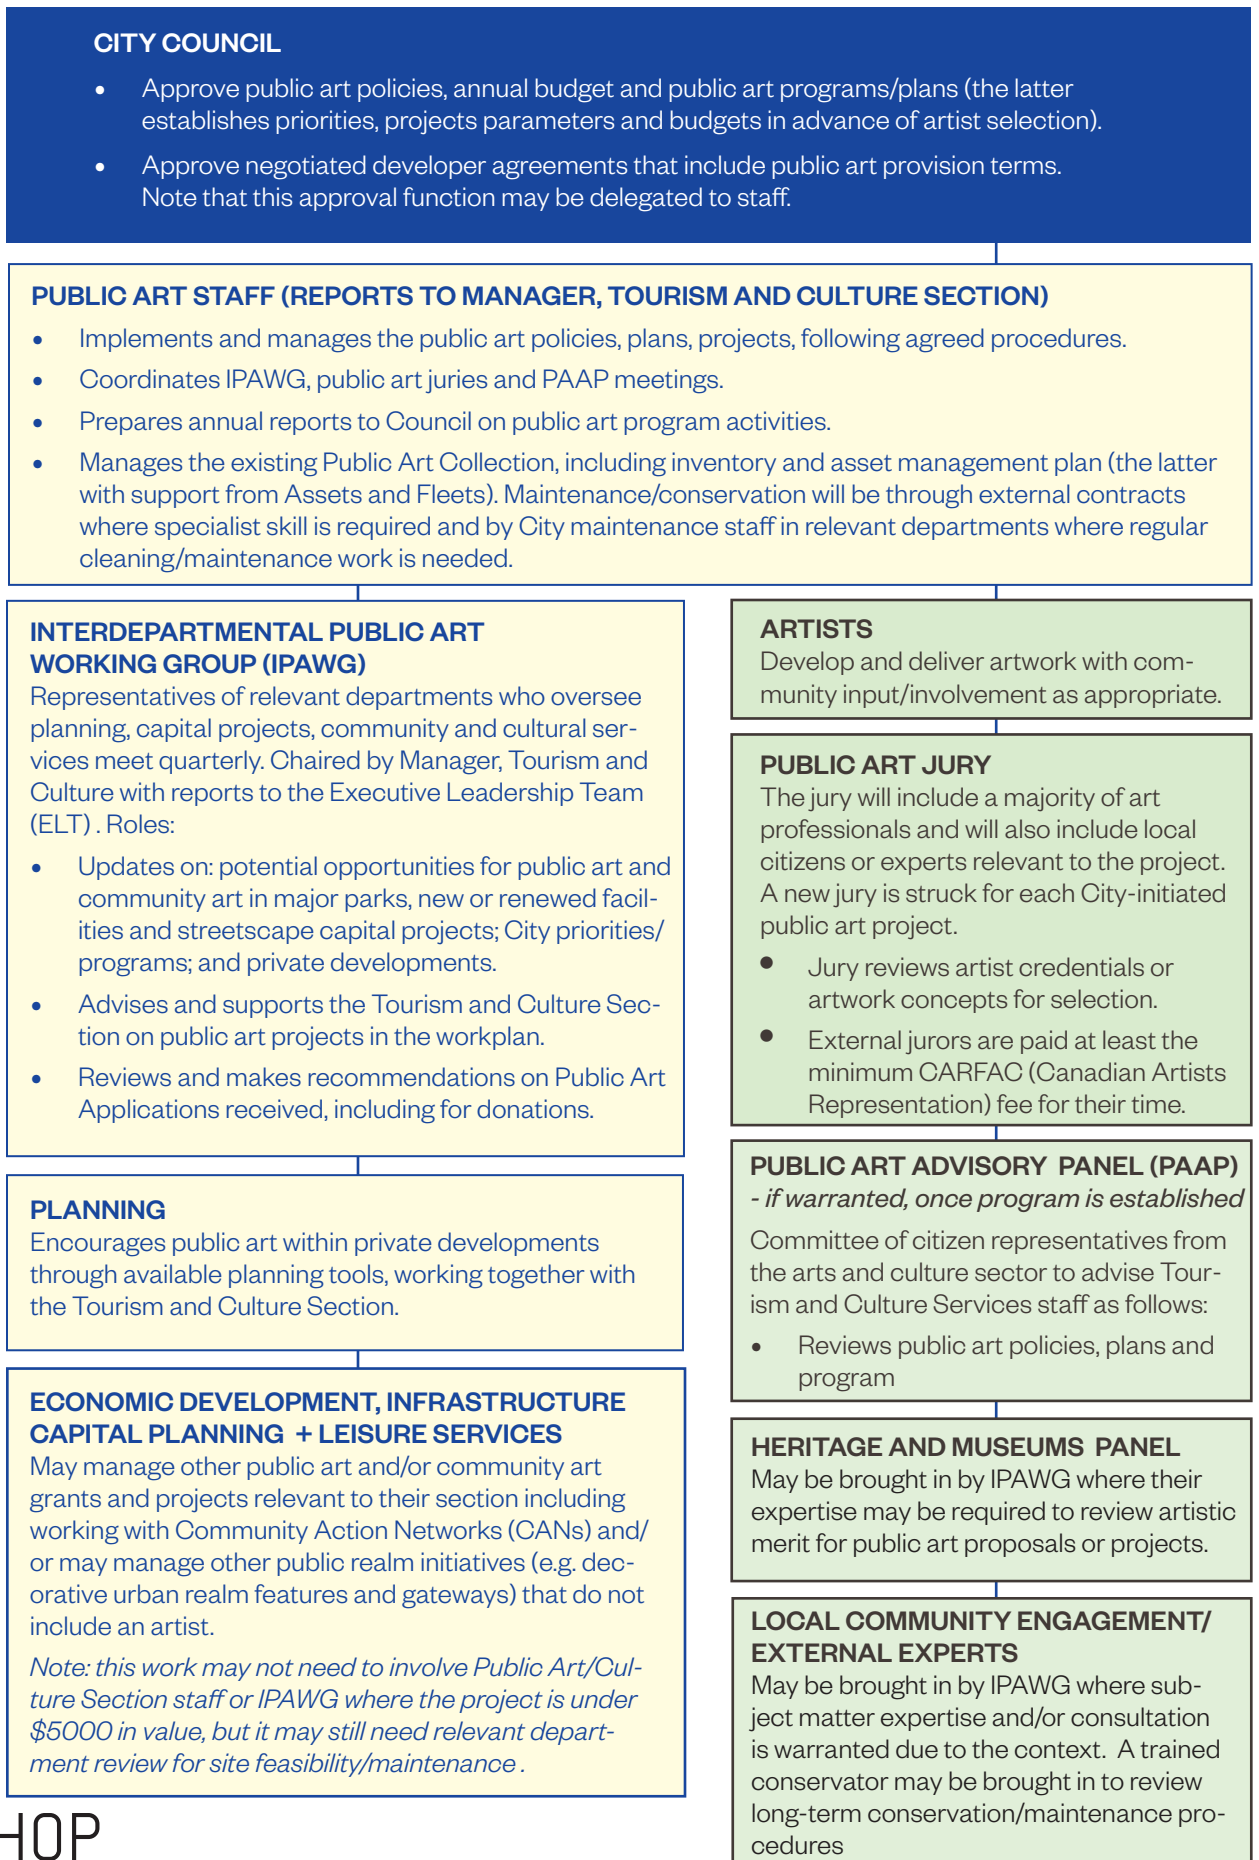 CITY COUNCIL
• Approve public art policies, annual budget and public art programs/plans (the latter
establishes priorities, projects parameters and budgets in advance of artist selection).
• Approve negotiated developer agreements that include public art provision terms.
Note that this approval function may be delegated to staff.
PUBLIC ART STAFF (REPORTS TO MANAGER, TOURISM AND CULTURE SECTION)
• Implements and manages the public art policies, plans, projects, following agreed procedures.
• Coordinates IPAWG, public art juries and PAAP meetings.
• Prepares annual reports to Council on public art program activities.
• Manages the existing Public Art Collection, including inventory and asset management plan (the latter
with support from Assets and Fleets). Maintenance/conservation will be through external contracts
where specialist skill is required and by City maintenance staff in relevant departments where regular
cleaning/maintenance work is needed.
INTERDEPARTMENTAL PUBLIC ART
WORKING GROUP (IPAWG)
Representatives of relevant departments who oversee
planning, capital projects, community and cultural ser-
vices meet quarterly. Chaired by Manager, Tourism and
Culture with reports to the Executive Leadership Team
(ELT) . Roles:
• Updates on: potential opportunities for public art and
community art in major parks, new or renewed facil-
ities and streetscape capital projects; City priorities/
programs; and private developments.
• Advises and supports the Tourism and Culture Sec-
tion on public art projects in the workplan.
• Reviews and makes recommendations on Public Art
Applications received, including for donations.
PLANNING
Encourages public art within private developments
through available planning tools, working together with
the Tourism and Culture Section.
ECONOMIC DEVELOPMENT, INFRASTRUCTURE
CAPITAL PLANNING + LEISURE SERVICES
May manage other public art and/or community art
grants and projects relevant to their section including
working with Community Action Networks (CANs) and/
or may manage other public realm initiatives (e.g. dec-
orative urban realm features and gateways) that do not
include an artist.
Note: this work may not need to involve Public Art/Cul-
ture Section staff or IPAWG where the project is under
$5000 in value, but it may still need relevant depart-
ment review for site feasibility/maintenance .
ARTISTS
Develop and deliver artwork with com-
munity input/involvement as appropriate.
PUBLIC ART JURY
The jury will include a majority of art
professionals and will also include local
citizens or experts relevant to the project.
A new jury is struck for each City-initiated
public art project.
• Jury reviews artist credentials or
artwork concepts for selection.
• External jurors are paid at least the
minimum CARFAC (Canadian Artists
Representation) fee for their time.
PUBLIC ART ADVISORY PANEL (PAAP)
- if warranted, once program is established
Committee of citizen representatives from
the arts and culture sector to advise Tour-
ism and Culture Services staff as follows:
• Reviews public art policies, plans and
program
HERITAGE AND MUSEUMS PANEL
May be brought in by IPAWG where their
expertise may be required to review artistic
merit for public art proposals or projects.
LOCAL COMMUNITY ENGAGEMENT/
EXTERNAL EXPERTS
May be brought in by IPAWG where sub-
ject matter expertise and/or consultation
is warranted due to the context. A trained
conservator may be brought in to review
long-term conservation/maintenance pro-
cedures
HOP